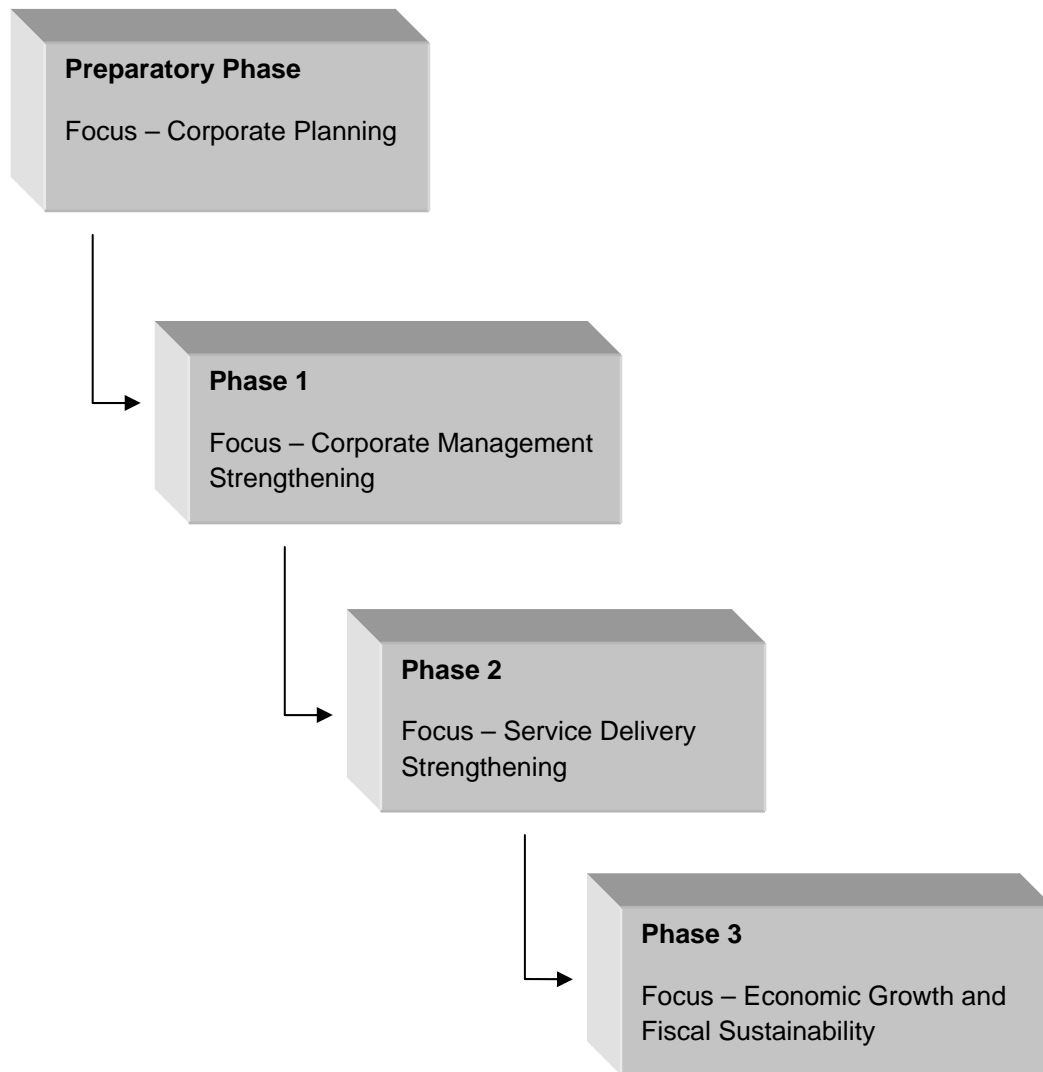 Preparatory Phase
Focus – Corporate Planning
Phase 1
Focus – Corporate Management
Strengthening
Phase 2
Focus – Service Delivery
Strengthening
Phase 3
Focus – Economic Growth and
Fiscal Sustainability